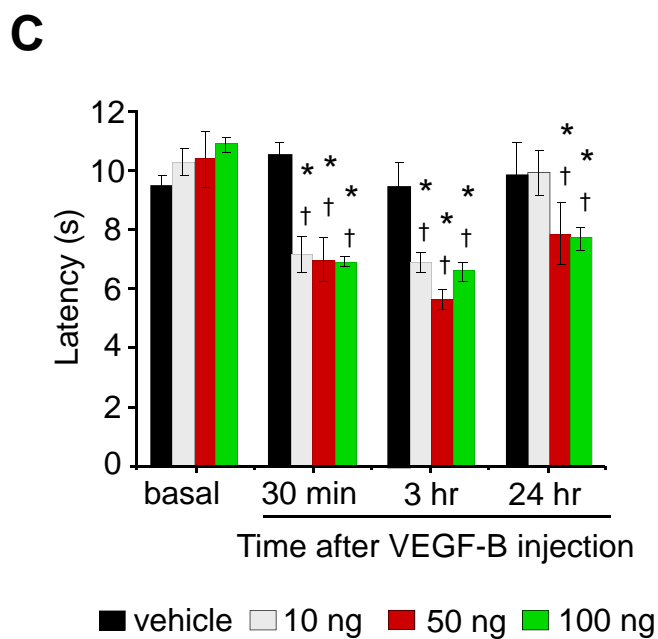 C
Latency (s)
12
10
8
6
4
2
0
* † * † * †
* † * † * †
* † * †
basal 30 min 3 hr 24 hr
Time after VEGF-B injection
vehicle 10 ng 50 ng 100 ng